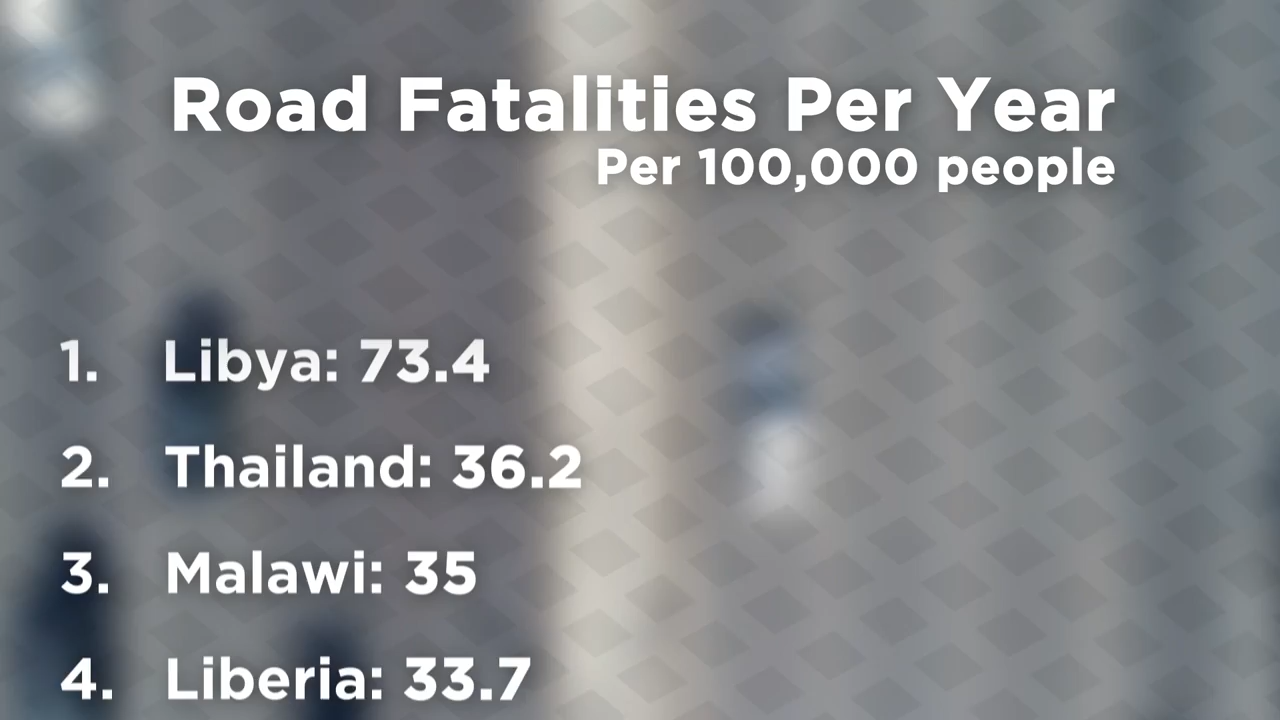 Road Fatalities Per Year
Per 100,000 people
1. Libya: 73.4
2. Thailand: 36.2
3. Malawi: 35
4. Liberia: 33.7